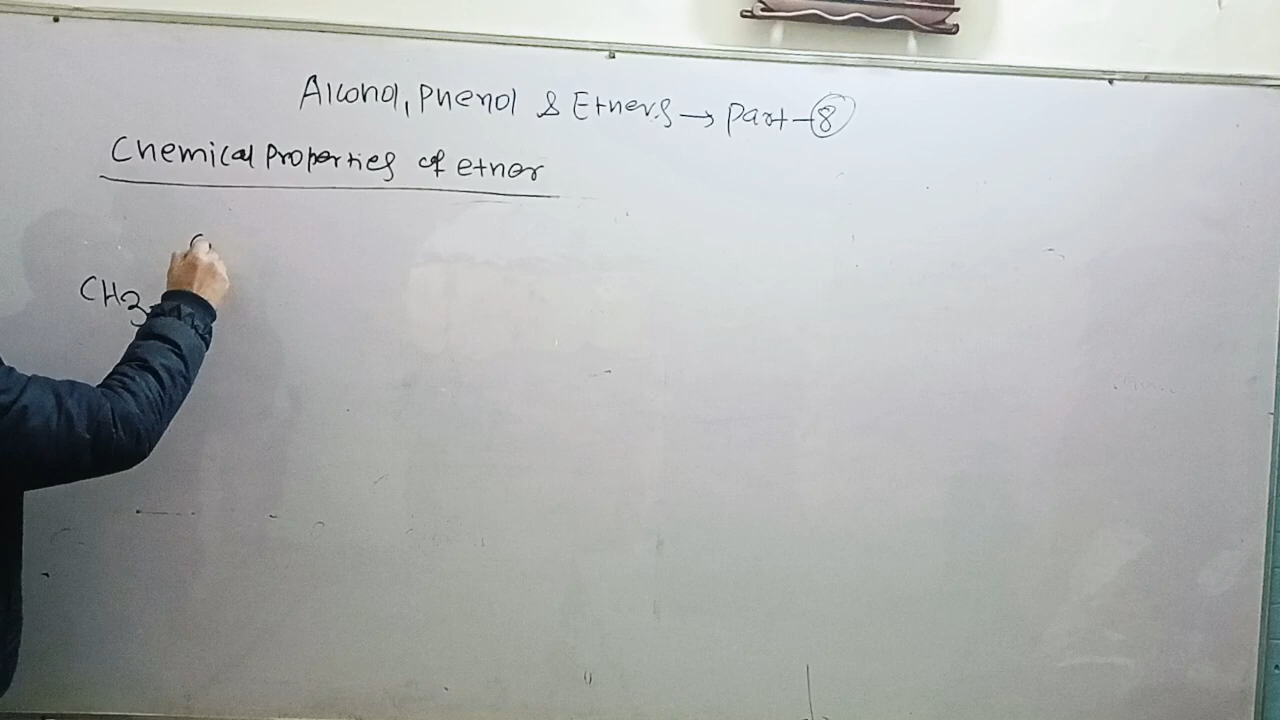 Alcohol, Phenol & Ethers → Part-8
Chemical Properties of ether
CH3